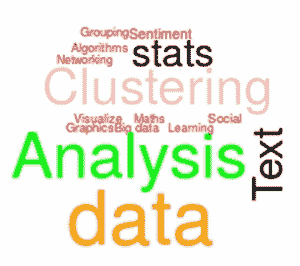 Grouping Sentiment
Algorithms stats
Networking
Clustering
Visualize Maths Social
Graphics Big data Learning
Analysis Text
data